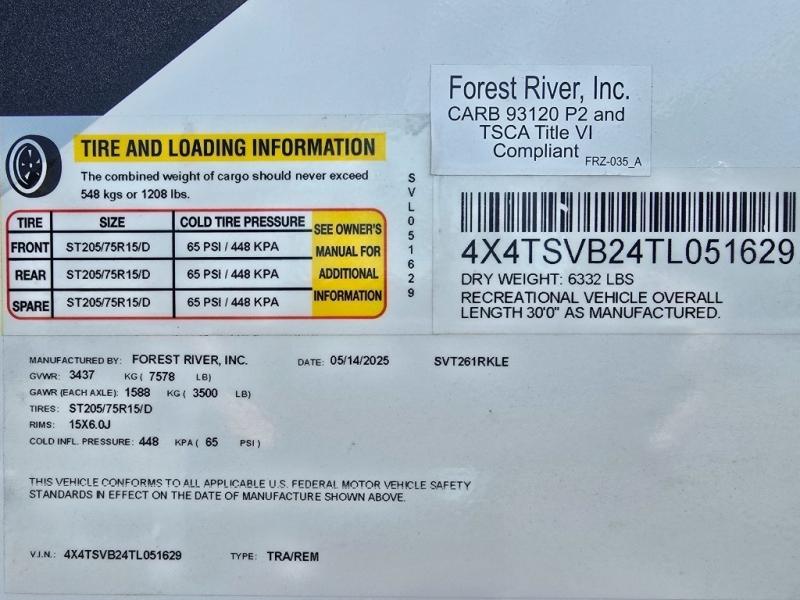 Forest River, Inc.
CARB 93120 P2 and
TSCA Title VI
Compliant FRZ-035_A
TIRE AND LOADING INFORMATION
The combined weight of cargo should never exceed
548 kgs or 1208 lbs.
TIRE SIZE COLD TIRE PRESSURE
FRONT ST205/75R15/D 65 PSI / 448 KPA
REAR ST205/75R15/D 65 PSI / 448 KPA
SPARE ST205/75R15/D 65 PSI / 448 KPA
SEE OWNER'S
MANUAL FOR
ADDITIONAL
INFORMATION
SVL051629
4X4TSVB24TL051629
DRY WEIGHT: 6332 LBS
RECREATIONAL VEHICLE OVERALL
LENGTH 30'0" AS MANUFACTURED.
MANUFACTURED BY: FOREST RIVER, INC. DATE: 05/14/2025 SVT261RKLE
GVWR: 3437 KG ( 7578 LB)
GAWR (EACH AXLE): 1588 KG ( 3500 LB)
TIRES: ST205/75R15/D
RIMS: 15X6.0J
COLD INFL. PRESSURE: 448 KPA ( 65 PSI )
THIS VEHICLE CONFORMS TO ALL APPLICABLE U.S. FEDERAL MOTOR VEHICLE SAFETY
STANDARDS IN EFFECT ON THE DATE OF MANUFACTURE SHOWN ABOVE.
V.I.N.: 4X4TSVB24TL051629 TYPE: TRA/REM